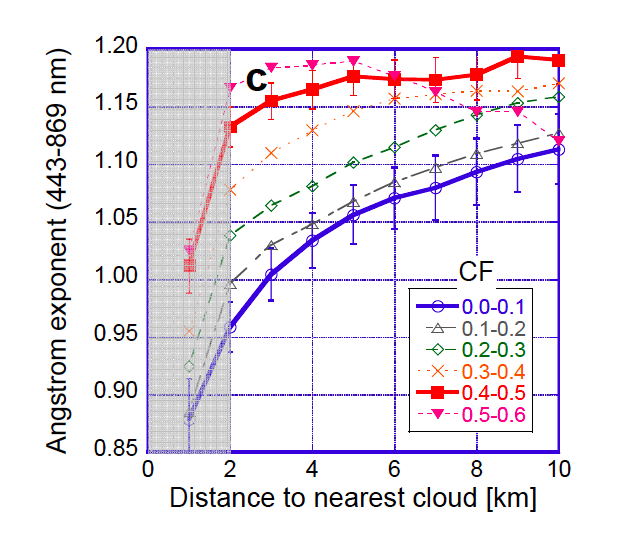 1.20
1.15
1.10
1.05
1.00
0.95
0.90
0.85
Angstrom exponent (443-869 nm)
c
CF
0.0-0.1
0.1-0.2
0.2-0.3
0.3-0.4
0.4-0.5
0.5-0.6
0 2 4 6 8 10
Distance to nearest cloud [km]